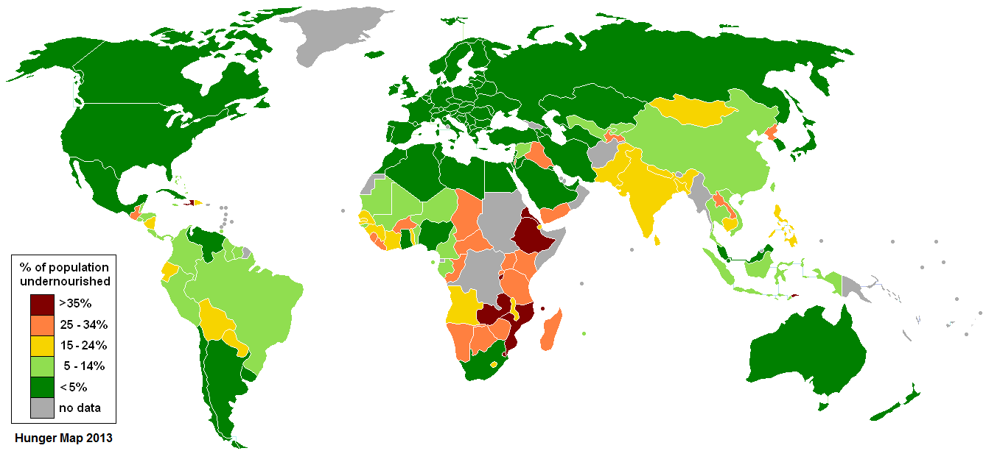 % of population
undernourished
>35%
25 - 34%
15 - 24%
5 - 14%
< 5%
no data
Hunger Map 2013